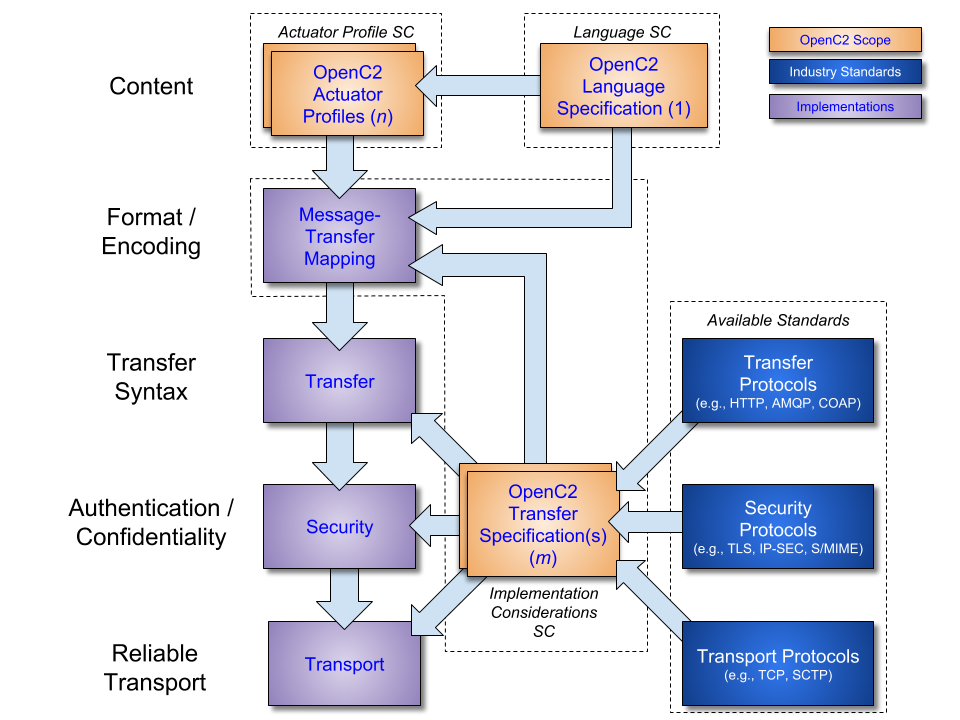 Actuator Profile SC
Language SC
OpenC2 Scope
Industry Standards
Implementations
Content
OpenC2
Actuator
Profiles (n)
OpenC2
Language
Specification (1)
Format /
Encoding
Message-
Transfer
Mapping
Available Standards
Transfer
Syntax
Transfer
Transfer
Protocols
(e.g., HTTP, AMQP, COAP)
Authentication /
Confidentiality
Security
OpenC2
Transfer
Specification(s)
(m)
Security
Protocols
(e.g., TLS, IP-SEC, S/MIME)
Implementation
Considerations
SC
Reliable
Transport
Transport
Transport Protocols
(e.g., TCP, SCTP)